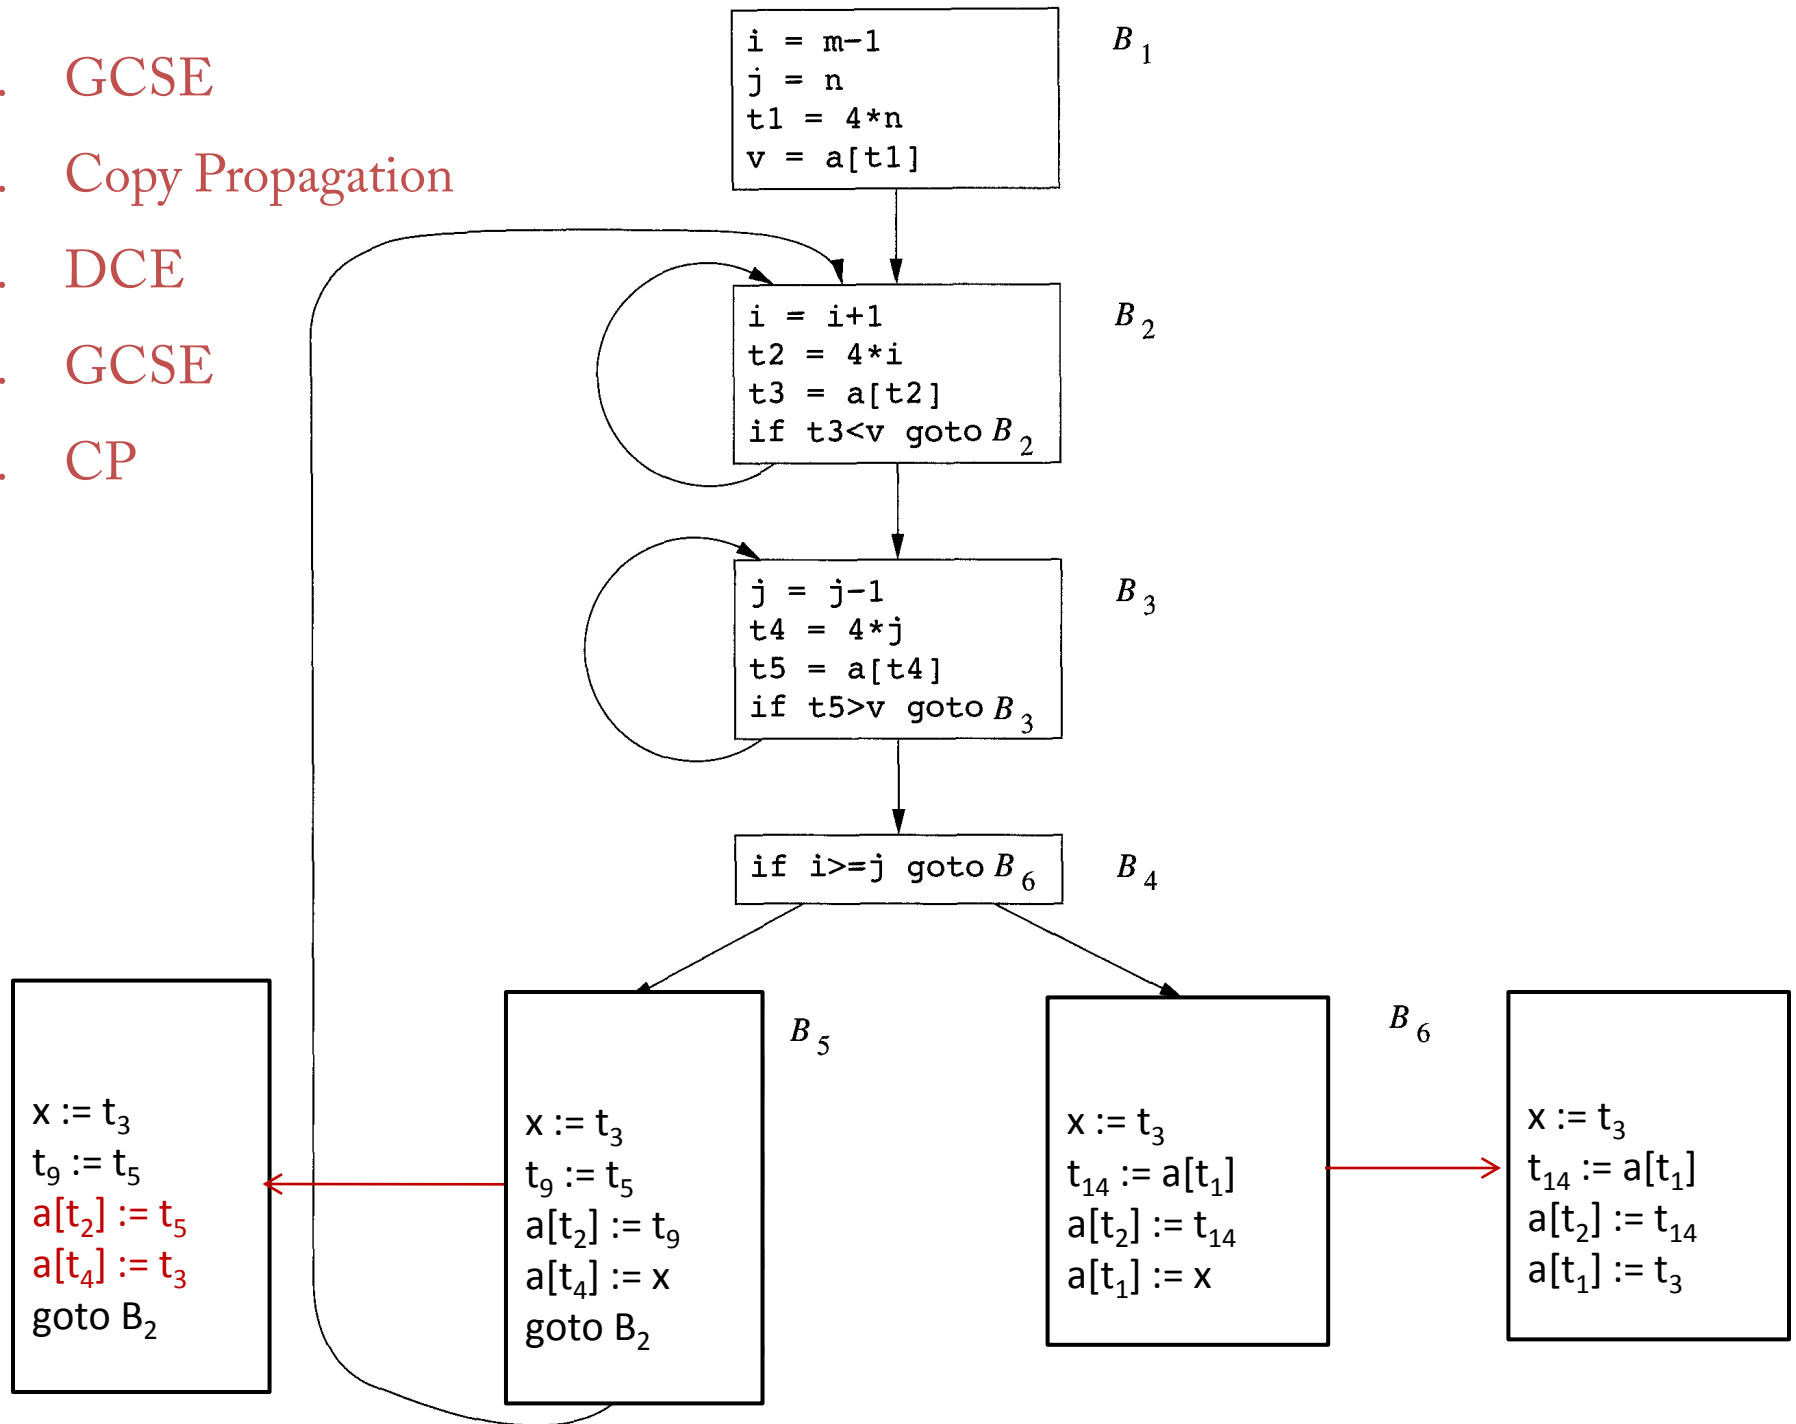 . GCSE
. Copy Propagation
. DCE
. GCSE
. CP
i = m-1
j = n
t1 = 4*n
v = a[t1]
B1
i = i+1
t2 = 4*i
t3 = a[t2]
if t3<v goto B2
B2
j = j-1
t4 = 4*j
t5 = a[t4]
if t5>v goto B3
B3
if i>=j goto B6
B4
x := t3
t9 := t5
a[t2] := t5
a[t4] := t3
goto B2
x := t3
t9 := t5
a[t2] := t9
a[t4] := x
goto B2
B5
x := t3
t14 := a[t1]
a[t2] := t14
a[t1] := x
B6
x := t3
t14 := a[t1]
a[t2] := t14
a[t1] := t3